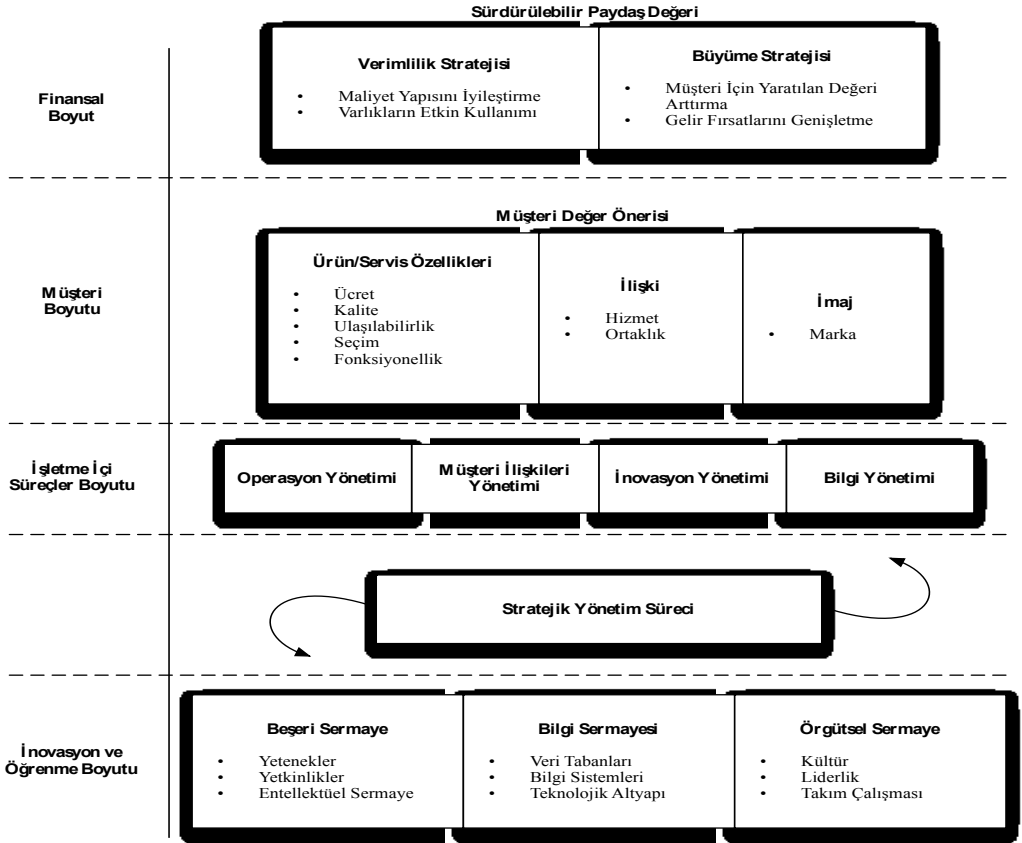 Sürdürülebilir Paydaş Değeri
Finansal
Boyut
Verimlilik Stratejisi
• Maliyet Yapısını İyileştirme
• Varlıkların Etkin Kullanımı
Büyüme Stratejisi
• Müşteri İçin Yaratılan Değeri
Arttırma
• Gelir Fırsatlarını Genişletme
Müşteri Değer Önerisi
Müşteri
Boyutu
Ürün/Servis Özellikleri
• Ücret
• Kalite
• Ulaşılabilirlik
• Seçim
• Fonksiyonellik
İlişki
• Hizmet
• Ortaklık
İmaj
• Marka
İşletme İçi
Süreçler Boyutu
Operasyon Yönetimi
Müşteri İlişkileri
Yönetimi
İnovasyon Yönetimi
Bilgi Yönetimi
Stratejik Yönetim Süreci
İnovasyon ve
Öğrenme Boyutu
Beşeri Sermaye
• Yetenekler
• Yetkinlikler
• Entellektüel Sermaye
Bilgi Sermayesi
• Veri Tabanları
• Bilgi Sistemleri
• Teknolojik Altyapı
Örgütsel Sermaye
• Kültür
• Liderlik
• Takım Çalışması